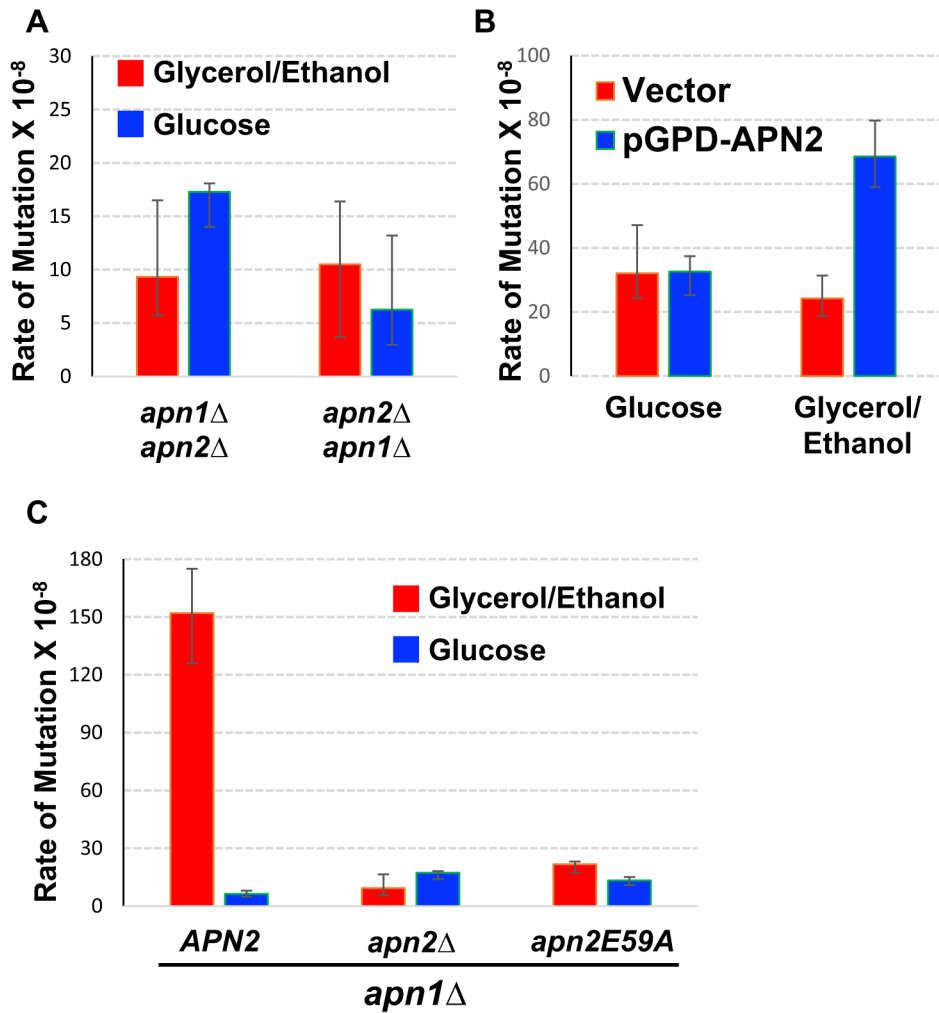 A
Rate of Mutation X 10-8
30
25
20
15
10
5
0
Glycerol/Ethanol
Glucose
apn1Δ
apn2Δ
apn2Δ
apn1Δ
B
Rate of Mutation X 10-8
100
80
60
40
20
0
Vector
pGPD-APN2
Glucose
Glycerol/
Ethanol
C
Rate of Mutation X 10-8
180
150
120
90
60
30
0
Glycerol/Ethanol
Glucose
APN2
apn2Δ
apn2E59A
apn1Δ